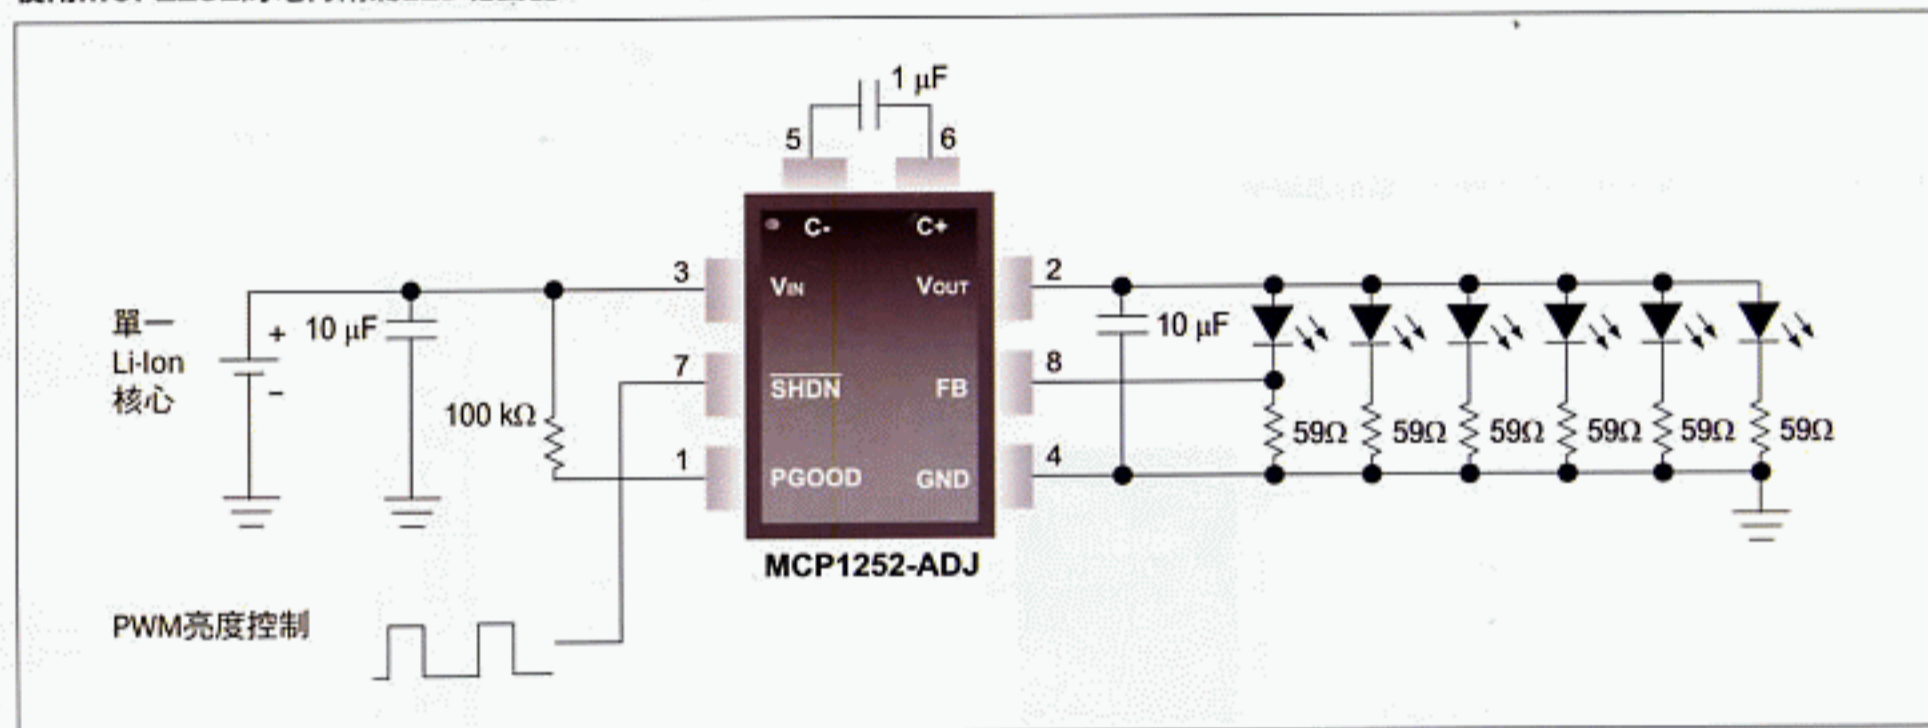 1 μF
5
6
C-
C+
3
2
VIN
VOUT
單一
Li-Ion
核心
+
-
10 μF
10 μF
7
8
SHDN
FB
100 kΩ
59Ω
59Ω
59Ω
59Ω
59Ω
59Ω
1
4
PGOOD
GND
MCP1252-ADJ
PWM亮度控制